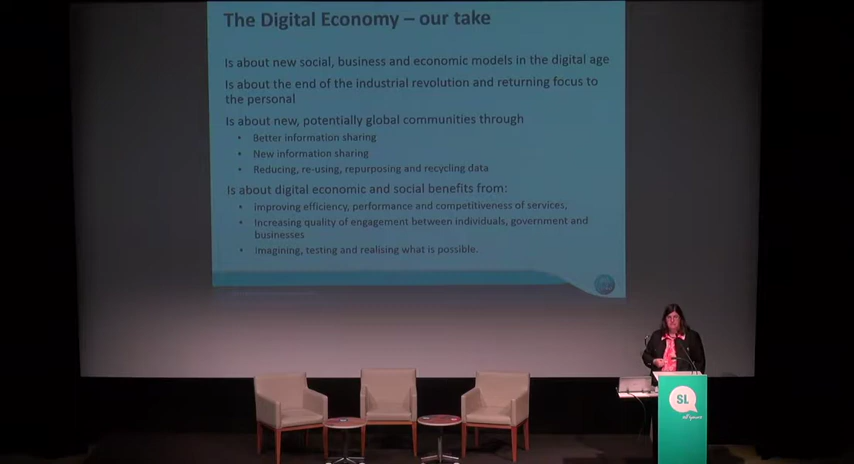 The Digital Economy – our take
Is about new social, business and economic models in the digital age
Is about the end of the industrial revolution and returning focus to
the personal
Is about new, potentially global communities through
• Better information sharing
• New information sharing
• Reducing, re-using, repurposing and recycling data
Is about digital economic and social benefits from:
• improving efficiency, performance and competitiveness of services,
• Increasing quality of engagement between individuals, government and
businesses
• Imagining, testing and realising what is possible.
SL